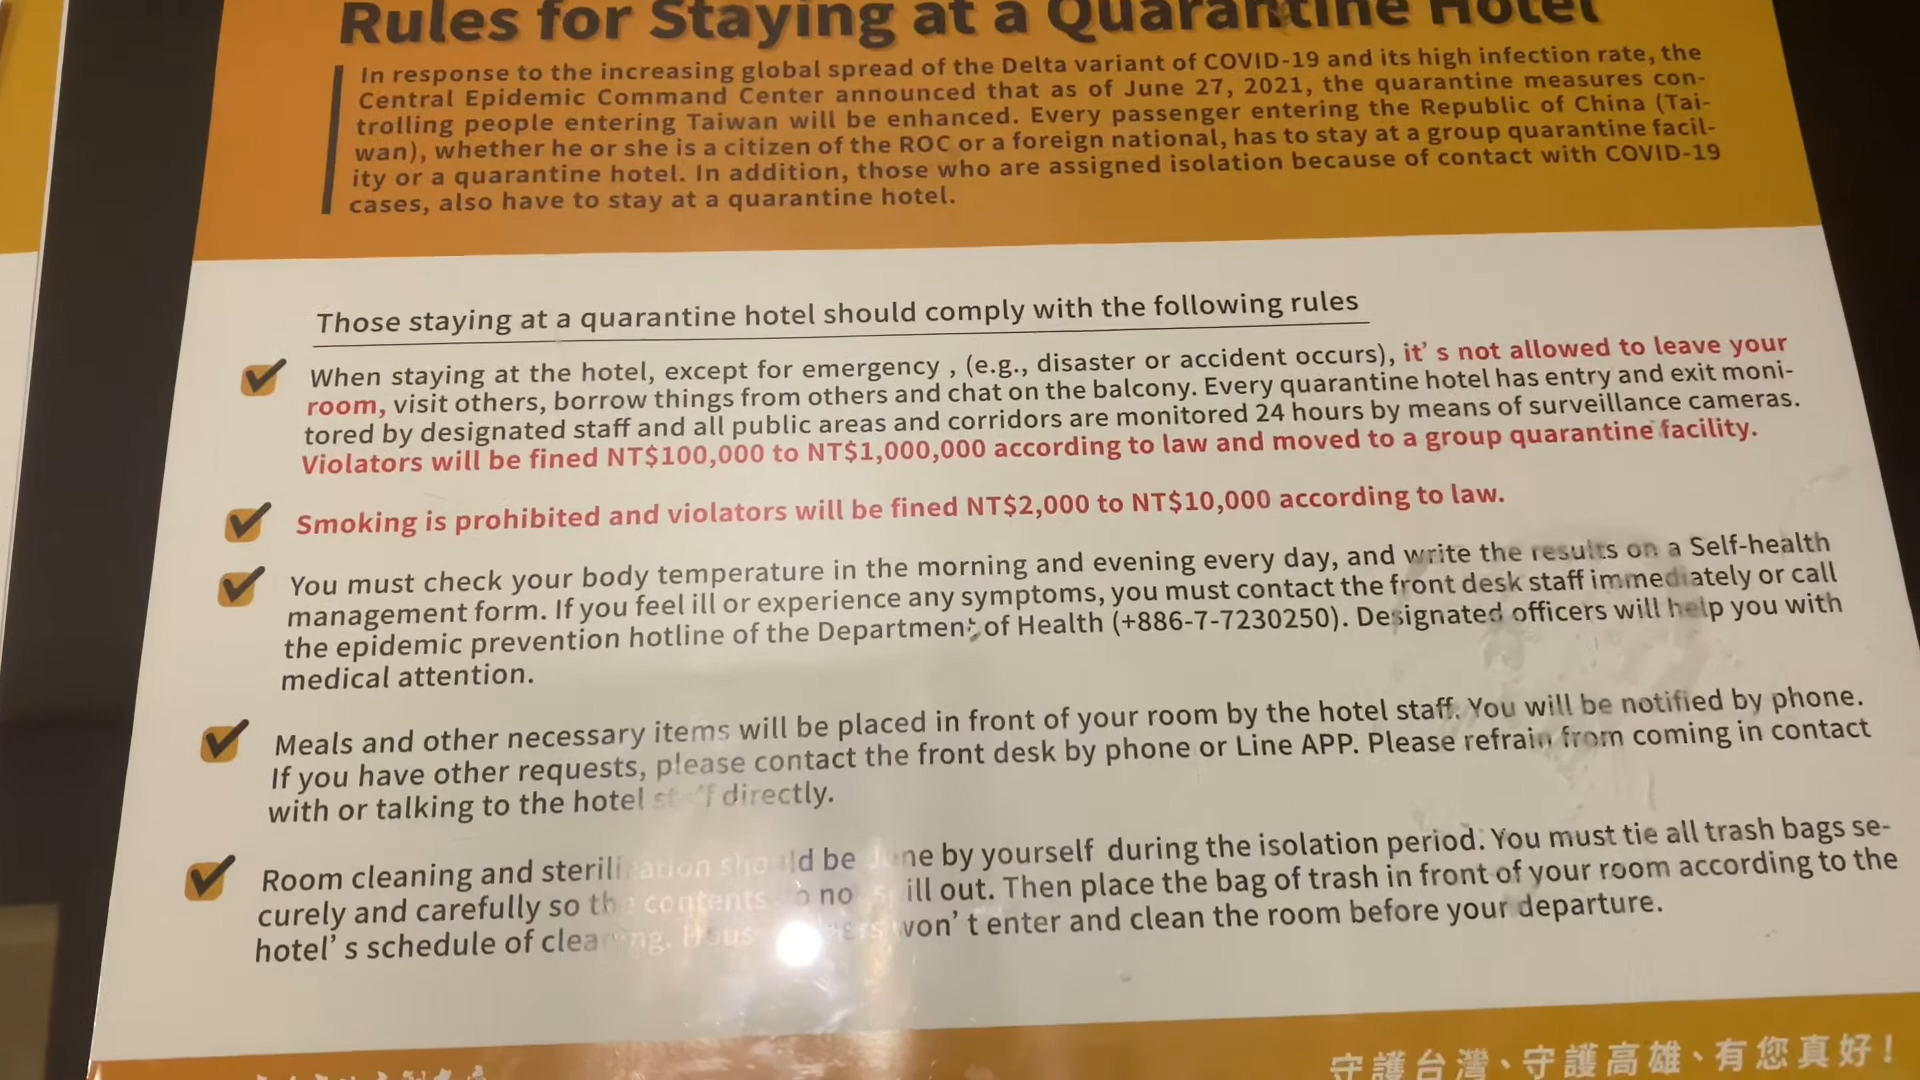 Rules for Staying at a Quarantine Hotel
In response to the increasing global spread of the Delta variant of COVID-19 and its high infection rate, the
Central Epidemic Command Center announced that as of June 27, 2021, the quarantine measures con-
trolling people entering Taiwan will be enhanced. Every passenger entering the Republic of China (Tai-
wan), whether he or she is a citizen of the ROC or a foreign national, has to stay at a group quarantine facil-
ity or a quarantine hotel. In addition, those who are assigned isolation because of contact with COVID-19
cases, also have to stay at a quarantine hotel.
Those staying at a quarantine hotel should comply with the following rules
When staying at the hotel, except for emergency , (e.g., disaster or accident occurs), it' s not allowed to leave your
room, visit others, borrow things from others and chat on the balcony. Every quarantine hotel has entry and exit moni-
tored by designated staff and all public areas and corridors are monitored 24 hours by means of surveillance cameras.
Violators will be fined NT$100,000 to NT$1,000,000 according to law and moved to a group quarantine facility.
Smoking is prohibited and violators will be fined NT$2,000 to NT$10,000 according to law.
You must check your body temperature in the morning and evening every day, and write the results on a Self-health
management form. If you feel ill or experience any symptoms, you must contact the front desk staff immediately or call
the epidemic prevention hotline of the Department of Health (+886-7-7230250). Designated officers will help you with
medical attention.
Meals and other necessary items will be placed in front of your room by the hotel staff. You will be notified by phone.
If you have other requests, please contact the front desk by phone or Line APP. Please refrain from coming in contact
with or talking to the hotel staff directly.
Room cleaning and sterilization should be done by yourself during the isolation period. You must tie all trash bags se-
curely and carefully so the contents do not spill out. Then place the bag of trash in front of your room according to the
hotel' s schedule of cleaning. won' t enter and clean the room before your departure.
守護台灣、守護高雄、有您真好!